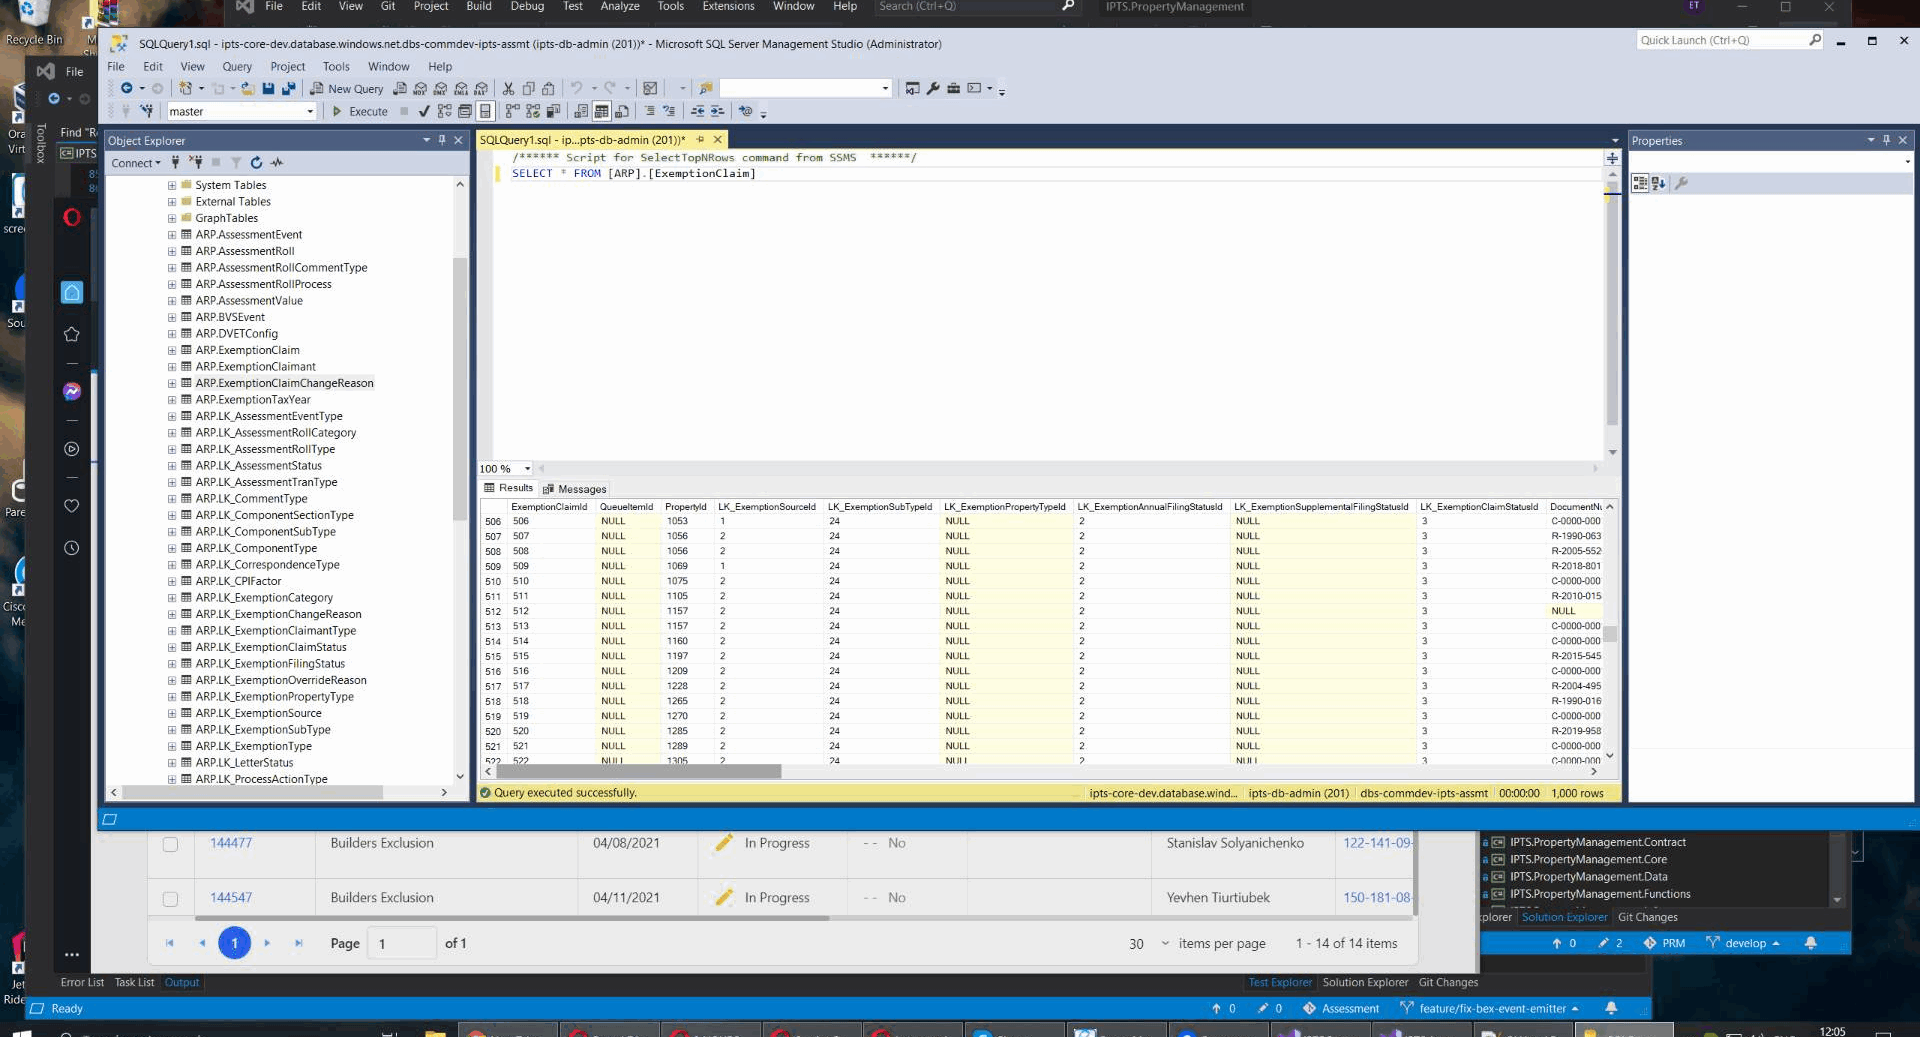 File Edit View Git Project Build Debug Test Analyze Tools Extensions Window Help Search (Ctrl+Q) IPTS.PropertyManagement ET
Recycle Bin
SQLQuery1.sql - ipts-core-dev.database.windows.net.dbs-commdev-ipts-assmt (ipts-db-admin (201))* - Microsoft SQL Server Management Studio (Administrator)
Quick Launch (Ctrl+Q)
File Edit View Query Project Tools Window Help
File
New Query
master Execute
Toolbox
Find "R
IPTS
Object Explorer
SQLQuery1.sql - ip...pts-db-admin (201))*
Properties
Connect
/****** Script for SelectTopNRows command from SSMS ******/
SELECT * FROM [ARP].[ExemptionClaim]
System Tables
External Tables
GraphTables
ARP.AssessmentEvent
ARP.AssessmentRoll
ARP.AssessmentRollCommentType
ARP.AssessmentRollProcess
ARP.AssessmentValue
ARP.BVSEvent
ARP.DVETConfig
ARP.ExemptionClaim
ARP.ExemptionClaimant
ARP.ExemptionClaimChangeReason
ARP.ExemptionTaxYear
ARP.LK_AssessmentEventType
ARP.LK_AssessmentRollCategory
ARP.LK_AssessmentRollType
ARP.LK_AssessmentStatus
ARP.LK_AssessmentTranType
ARP.LK_CommentType
ARP.LK_ComponentSectionType
ARP.LK_ComponentSubType
ARP.LK_ComponentType
ARP.LK_CorrespondenceType
ARP.LK_CPIFactor
ARP.LK_ExemptionCategory
ARP.LK_ExemptionChangeReason
ARP.LK_ExemptionClaimantType
ARP.LK_ExemptionClaimStatus
ARP.LK_ExemptionFilingStatus
ARP.LK_ExemptionOverrideReason
ARP.LK_ExemptionPropertyType
ARP.LK_ExemptionSource
ARP.LK_ExemptionSubType
ARP.LK_ExemptionType
ARP.LK_LetterStatus
ARP.LK_ProcessActionType
100 %
Results Messages
ExemptionClaimId QueueItemId PropertyId LK_ExemptionSourceId LK_ExemptionSubTypeId LK_ExemptionPropertyTypeId LK_ExemptionAnnualFilingStatusId LK_ExemptionSupplementalFilingStatusId LK_ExemptionClaimStatusId DocumentNu
506 506 NULL 1053 1 24 NULL 2 NULL 3 C-0000-000
507 507 NULL 1056 2 24 NULL 2 NULL 3 R-1990-063
508 508 NULL 1056 2 24 NULL 2 NULL 3 R-2005-552
509 509 NULL 1069 1 24 NULL 2 NULL 3 R-2018-801
510 510 NULL 1075 2 24 NULL 2 NULL 3 C-0000-000
511 511 NULL 1105 2 24 NULL 2 NULL 3 R-2010-015
512 512 NULL 1157 2 24 NULL 2 NULL 3 NULL
513 513 NULL 1157 2 24 NULL 2 NULL 3 C-0000-000
514 514 NULL 1160 2 24 NULL 2 NULL 3 C-0000-000
515 515 NULL 1197 2 24 NULL 2 NULL 3 R-2015-545
516 516 NULL 1209 2 24 NULL 2 NULL 3 C-0000-000
517 517 NULL 1228 2 24 NULL 2 NULL 3 R-2004-495
518 518 NULL 1265 2 24 NULL 2 NULL 3 R-1990-016
519 519 NULL 1270 2 24 NULL 2 NULL 3 C-0000-000
520 520 NULL 1285 2 24 NULL 2 NULL 3 R-2019-958
521 521 NULL 1289 2 24 NULL 2 NULL 3 C-0000-000
522 522 NULL 1305 2 24 NULL 2 NULL 3 C-0000-000
Query executed successfully. ipts-core-dev.database.wind... ipts-db-admin (201) dbs-commdev-ipts-assmt 00:00:00 1,000 rows
144477 Builders Exclusion 04/08/2021 In Progress -- No Stanislav Solyanichenko 122-141-09-
144547 Builders Exclusion 04/11/2021 In Progress -- No Yevhen Tiurtiubek 150-181-08-
1 Page 1 of 1 30 items per page 1 - 14 of 14 items
IPTS.PropertyManagement.Contract
IPTS.PropertyManagement.Core
IPTS.PropertyManagement.Data
IPTS.PropertyManagement.Functions
xplorer Solution Explorer Git Changes
0 2 PRM develop
Error List Task List Output
Test Explorer Solution Explorer Git Changes
Ready 0 0 Assessment feature/fix-bex-event-emitter
12:05